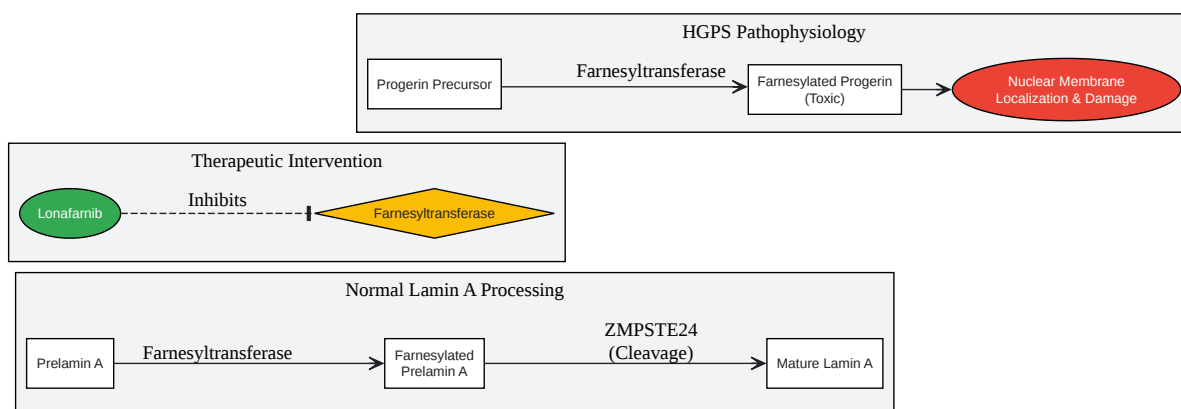 HGPS Pathophysiology
Progerin Precursor
Farnesyltransferase
Farnesylated Progerin
(Toxic)
Nuclear Membrane
Localization & Damage
Therapeutic Intervention
Lonafarnib
Inhibits
Farnesyltransferase
Normal Lamin A Processing
Prelamin A
Farnesyltransferase
Farnesylated
Prelamin A
ZMPSTE24
(Cleavage)
Mature Lamin A